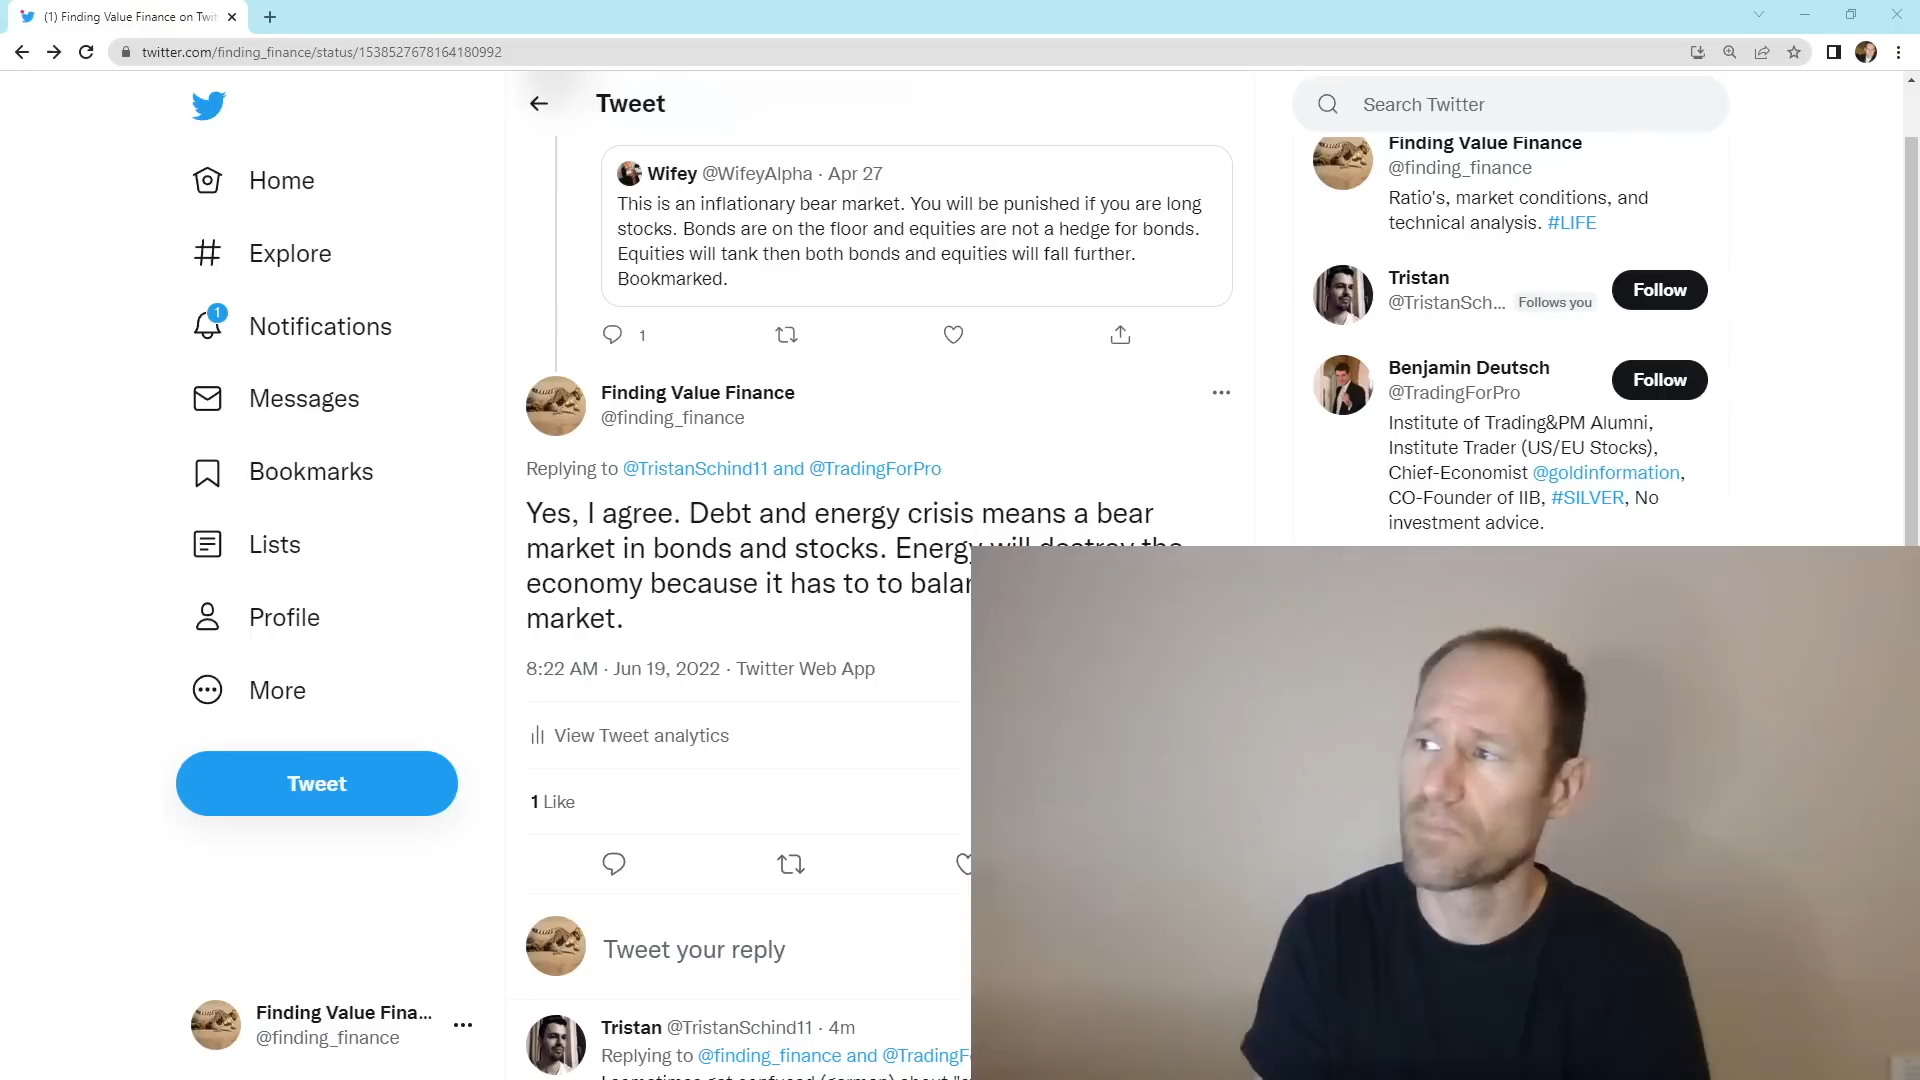 (1) Finding Value Finance on Twit
twitter.com/finding_finance/status/1538527678164180992
Home
Explore
1
Notifications
Messages
Bookmarks
Lists
Profile
More
Tweet
Finding Value Fina...
@finding_finance
Tweet
Wifey @WifeyAlpha · Apr 27
This is an inflationary bear market. You will be punished if you are long
stocks. Bonds are on the floor and equities are not a hedge for bonds.
Equities will tank then both bonds and equities will fall further.
Bookmarked.
1
Finding Value Finance
@finding_finance
Replying to @TristanSchind11 and @TradingForPro
Yes, I agree. Debt and energy crisis means a bear
market in bonds and stocks. Energy will destroy the
economy because it has to to balan
market.
8:22 AM · Jun 19, 2022 · Twitter Web App
View Tweet analytics
1 Like
Tweet your reply
Tristan @TristanSchind11 · 4m
Replying to @finding_finance and @TradingF
Search Twitter
Finding Value Finance
@finding_finance
Ratio's, market conditions, and
technical analysis. #LIFE
Tristan
@TristanSch... Follows you
Follow
Benjamin Deutsch
@TradingForPro
Follow
Institute of Trading&PM Alumni,
Institute Trader (US/EU Stocks),
Chief-Economist @goldinformation,
CO-Founder of IIB, #SILVER, No
investment advice.